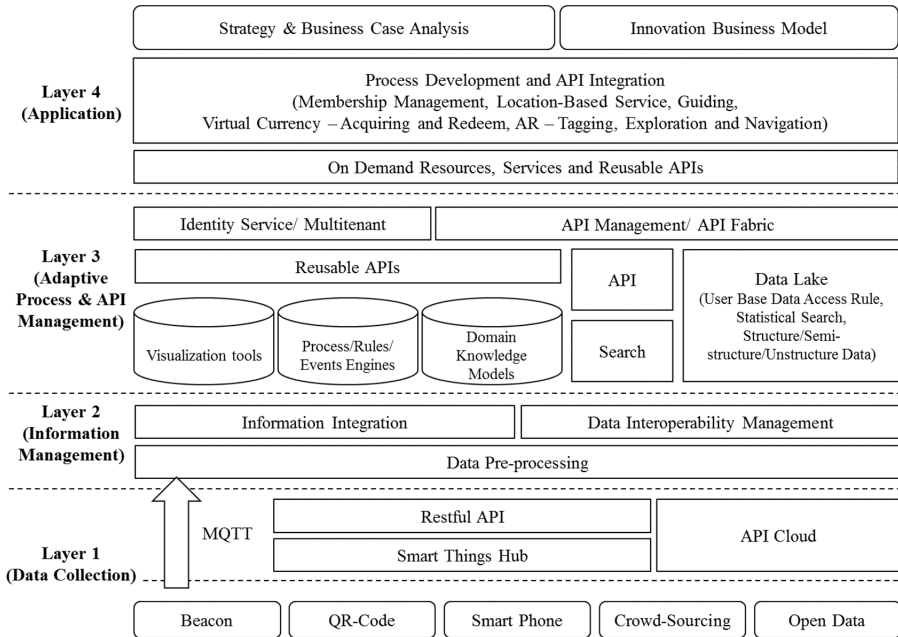 Strategy & Business Case Analysis
Innovation Business Model
Layer 4
(Application)
Process Development and API Integration
(Membership Management, Location-Based Service, Guiding,
Virtual Currency – Acquiring and Redeem, AR – Tagging, Exploration and Navigation)
On Demand Resources, Services and Reusable APIs
Layer 3
(Adaptive
Process & API
Management)
Identity Service/ Multitenant
API Management/ API Fabric
Reusable APIs
API
Data Lake
(User Base Data Access Rule,
Statistical Search,
Structure/Semi-
structure/Unstructure Data)
Visualization tools
Process/Rules/
Events Engines
Domain
Knowledge
Models
Search
Layer 2
(Information
Management)
Information Integration
Data Interoperability Management
Data Pre-processing
Layer 1
(Data Collection)
MQTT
Restful API
Smart Things Hub
API Cloud
Beacon
QR-Code
Smart Phone
Crowd-Sourcing
Open Data